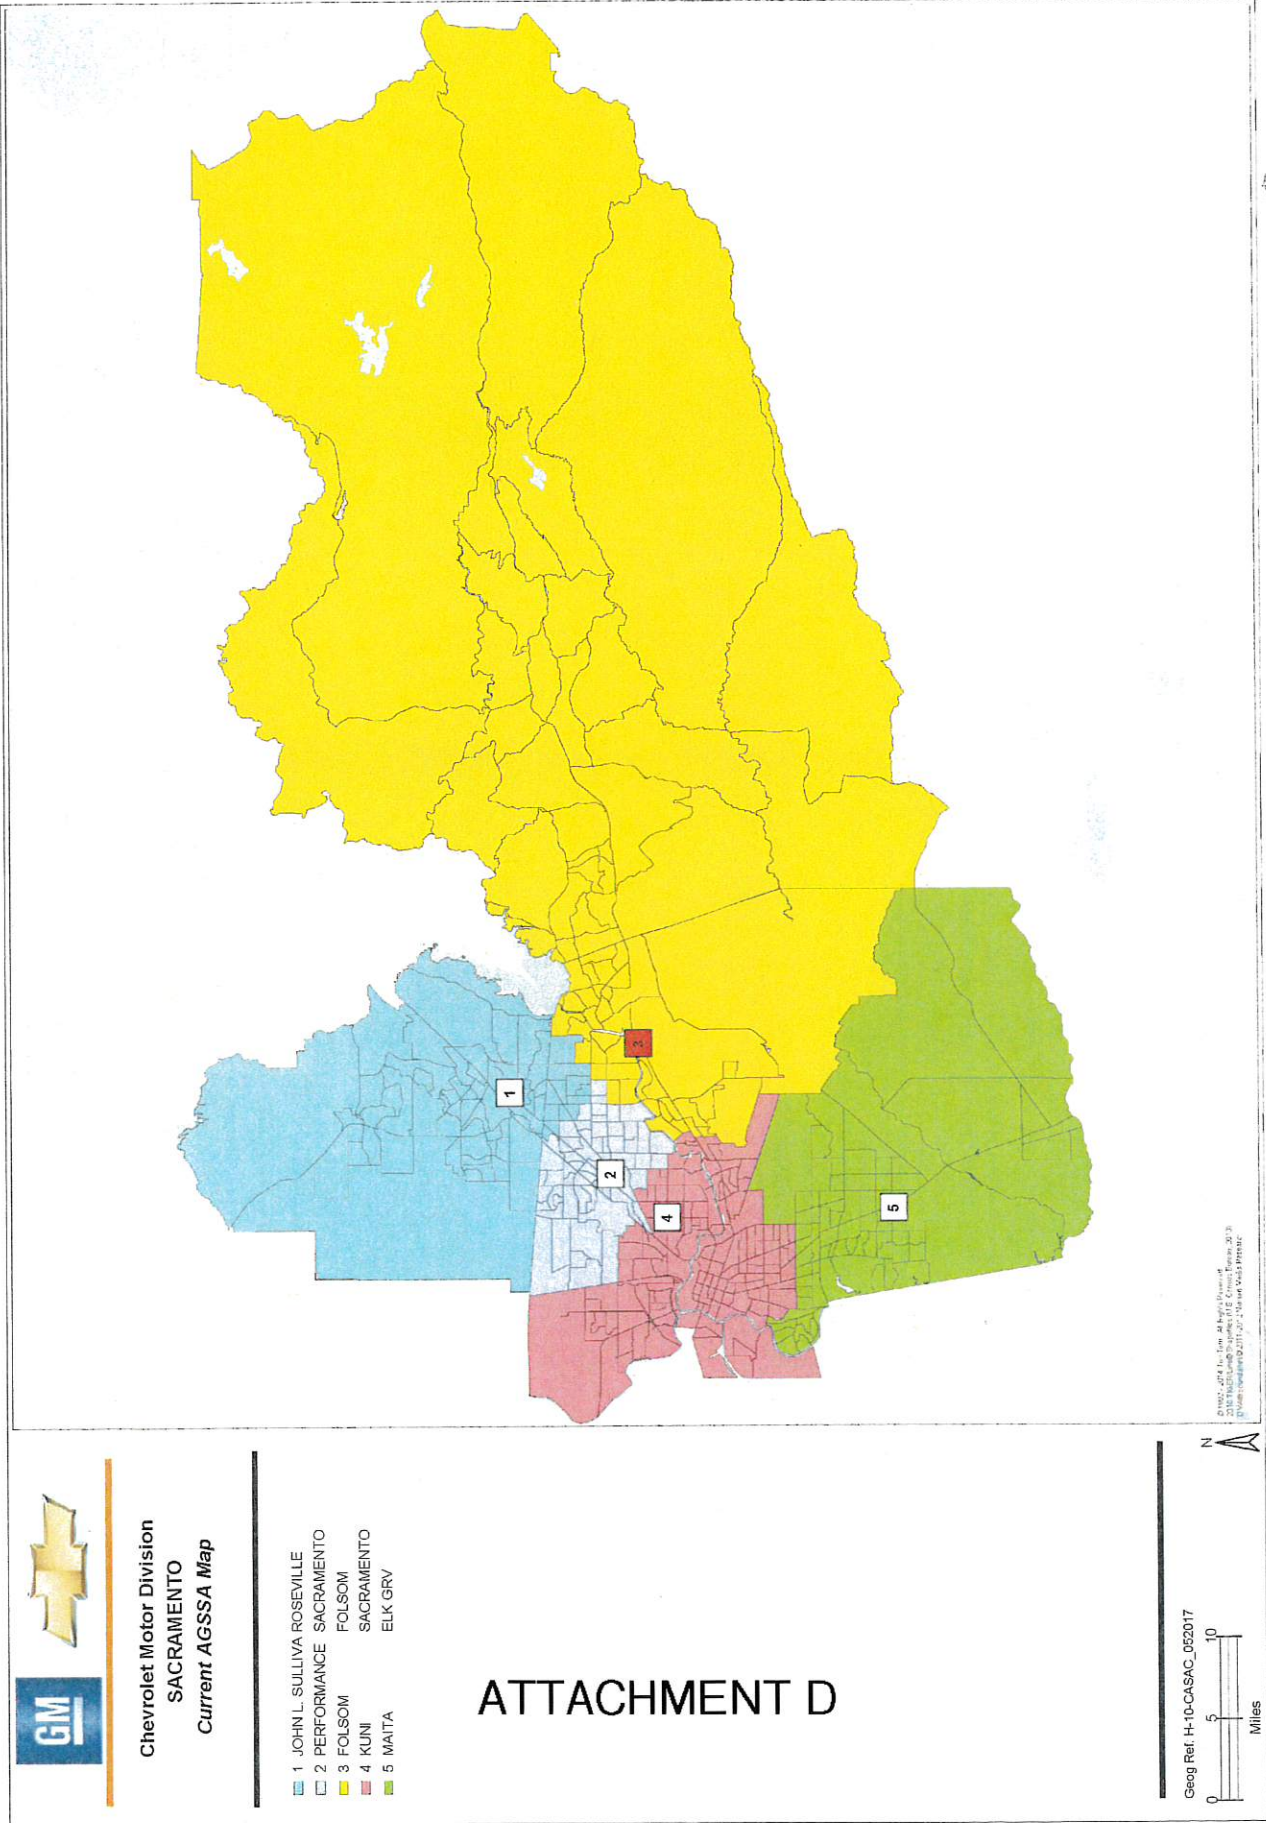 GM
Chevrolet Motor Division
SACRAMENTO
Current AGSSA Map
1 JOHN L. SULLIVA ROSEVILLE
2 PERFORMANCE SACRAMENTO
3 FOLSOM FOLSOM
4 KUNI SACRAMENTO
5 MAITA ELK GRV
ATTACHMENT D
Geog Ref. H-10-CASAC_052017
0 5 10
Miles
N
1
2
3
4
5